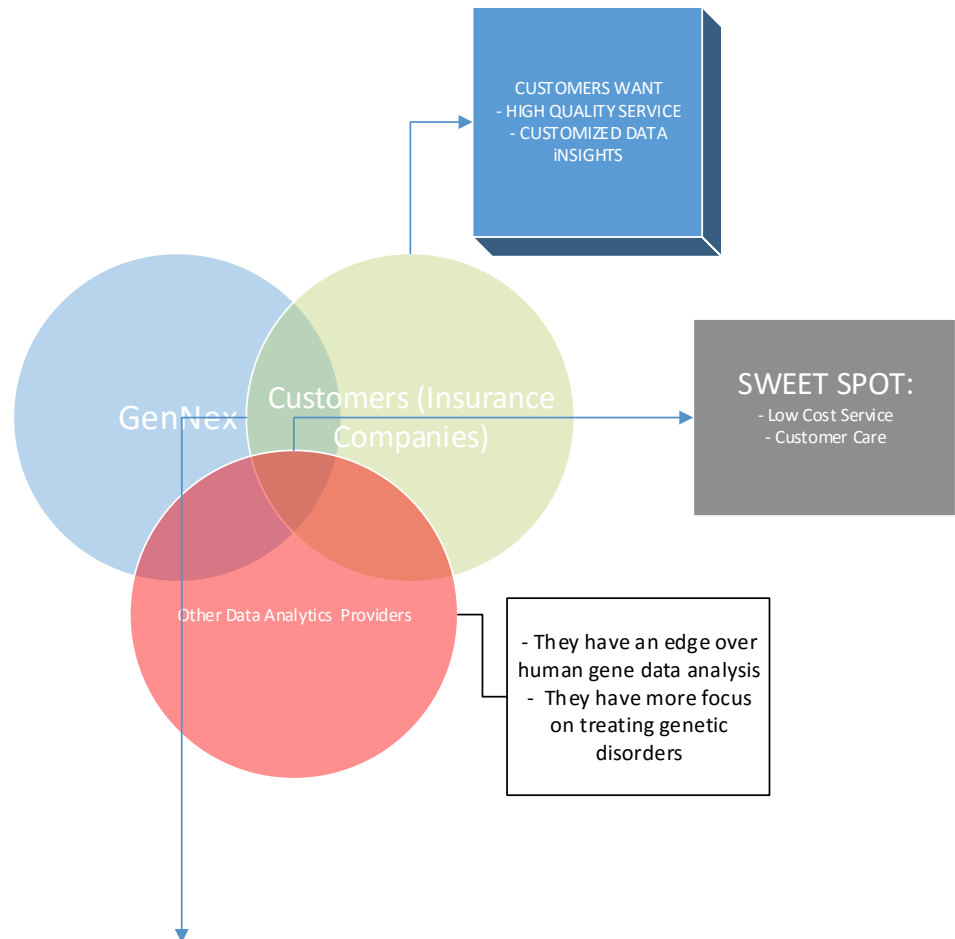 CUSTOMERS WANT
- HIGH QUALITY SERVICE
- CUSTOMIZED DATA
iNSIGHTS
GenNex
Customers (Insurance
Companies)
SWEET SPOT:
- Low Cost Service
- Customer Care
Other Data Analytics Providers
- They have an edge over
human gene data analysis
- They have more focus
on treating genetic
disorders